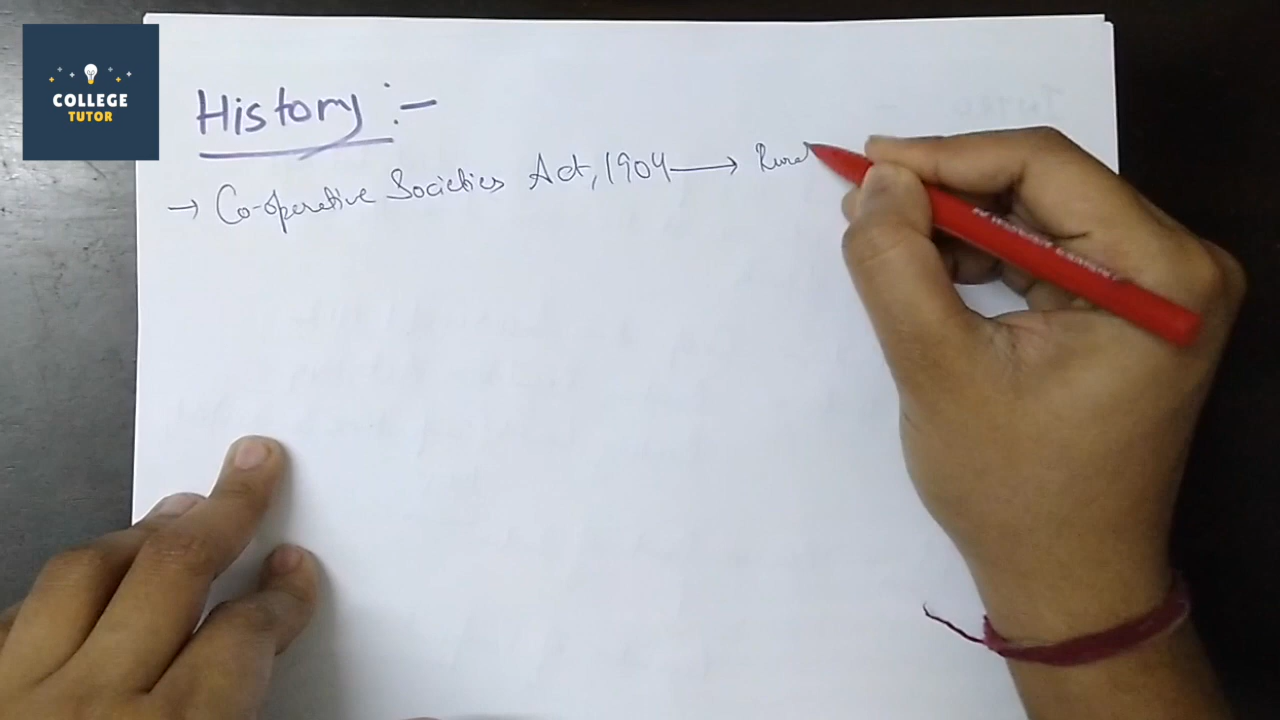 COLLEGE
TUTOR
History :-
→ Co-operative Societies Act, 1904 → Rural